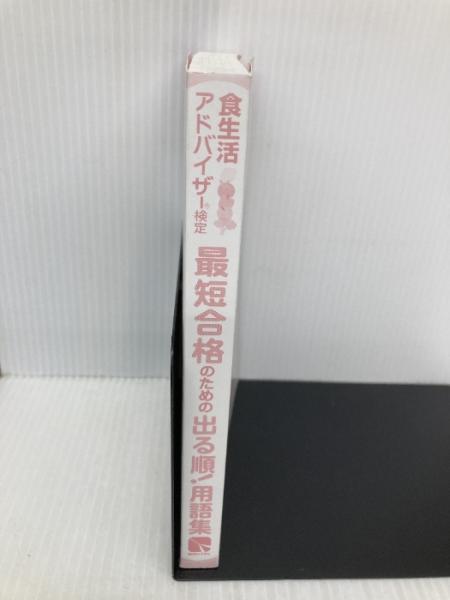 食生活
アドバイザー®検定
最短合格のための出る順!用語集